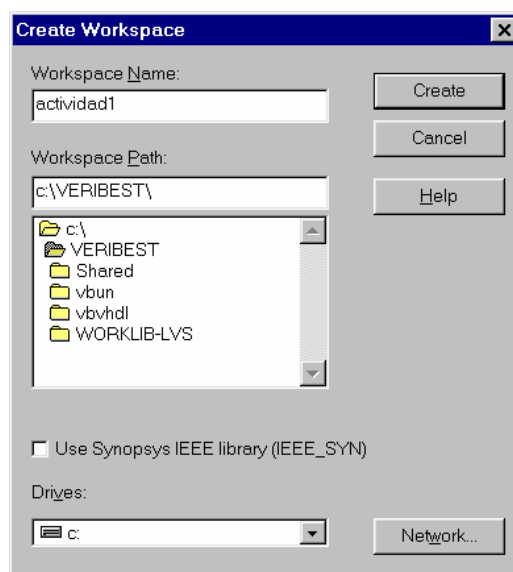 Create Workspace
Workspace Name:
actividad1
Create
Cancel
Workspace Path:
c:\VERIBEST\
Help
c:\
VERIBEST
Shared
vbun
vbvhdl
WORKLIB-LVS
Use Synopsys IEEE library (IEEE_SYN)
Drives:
c:
Network...